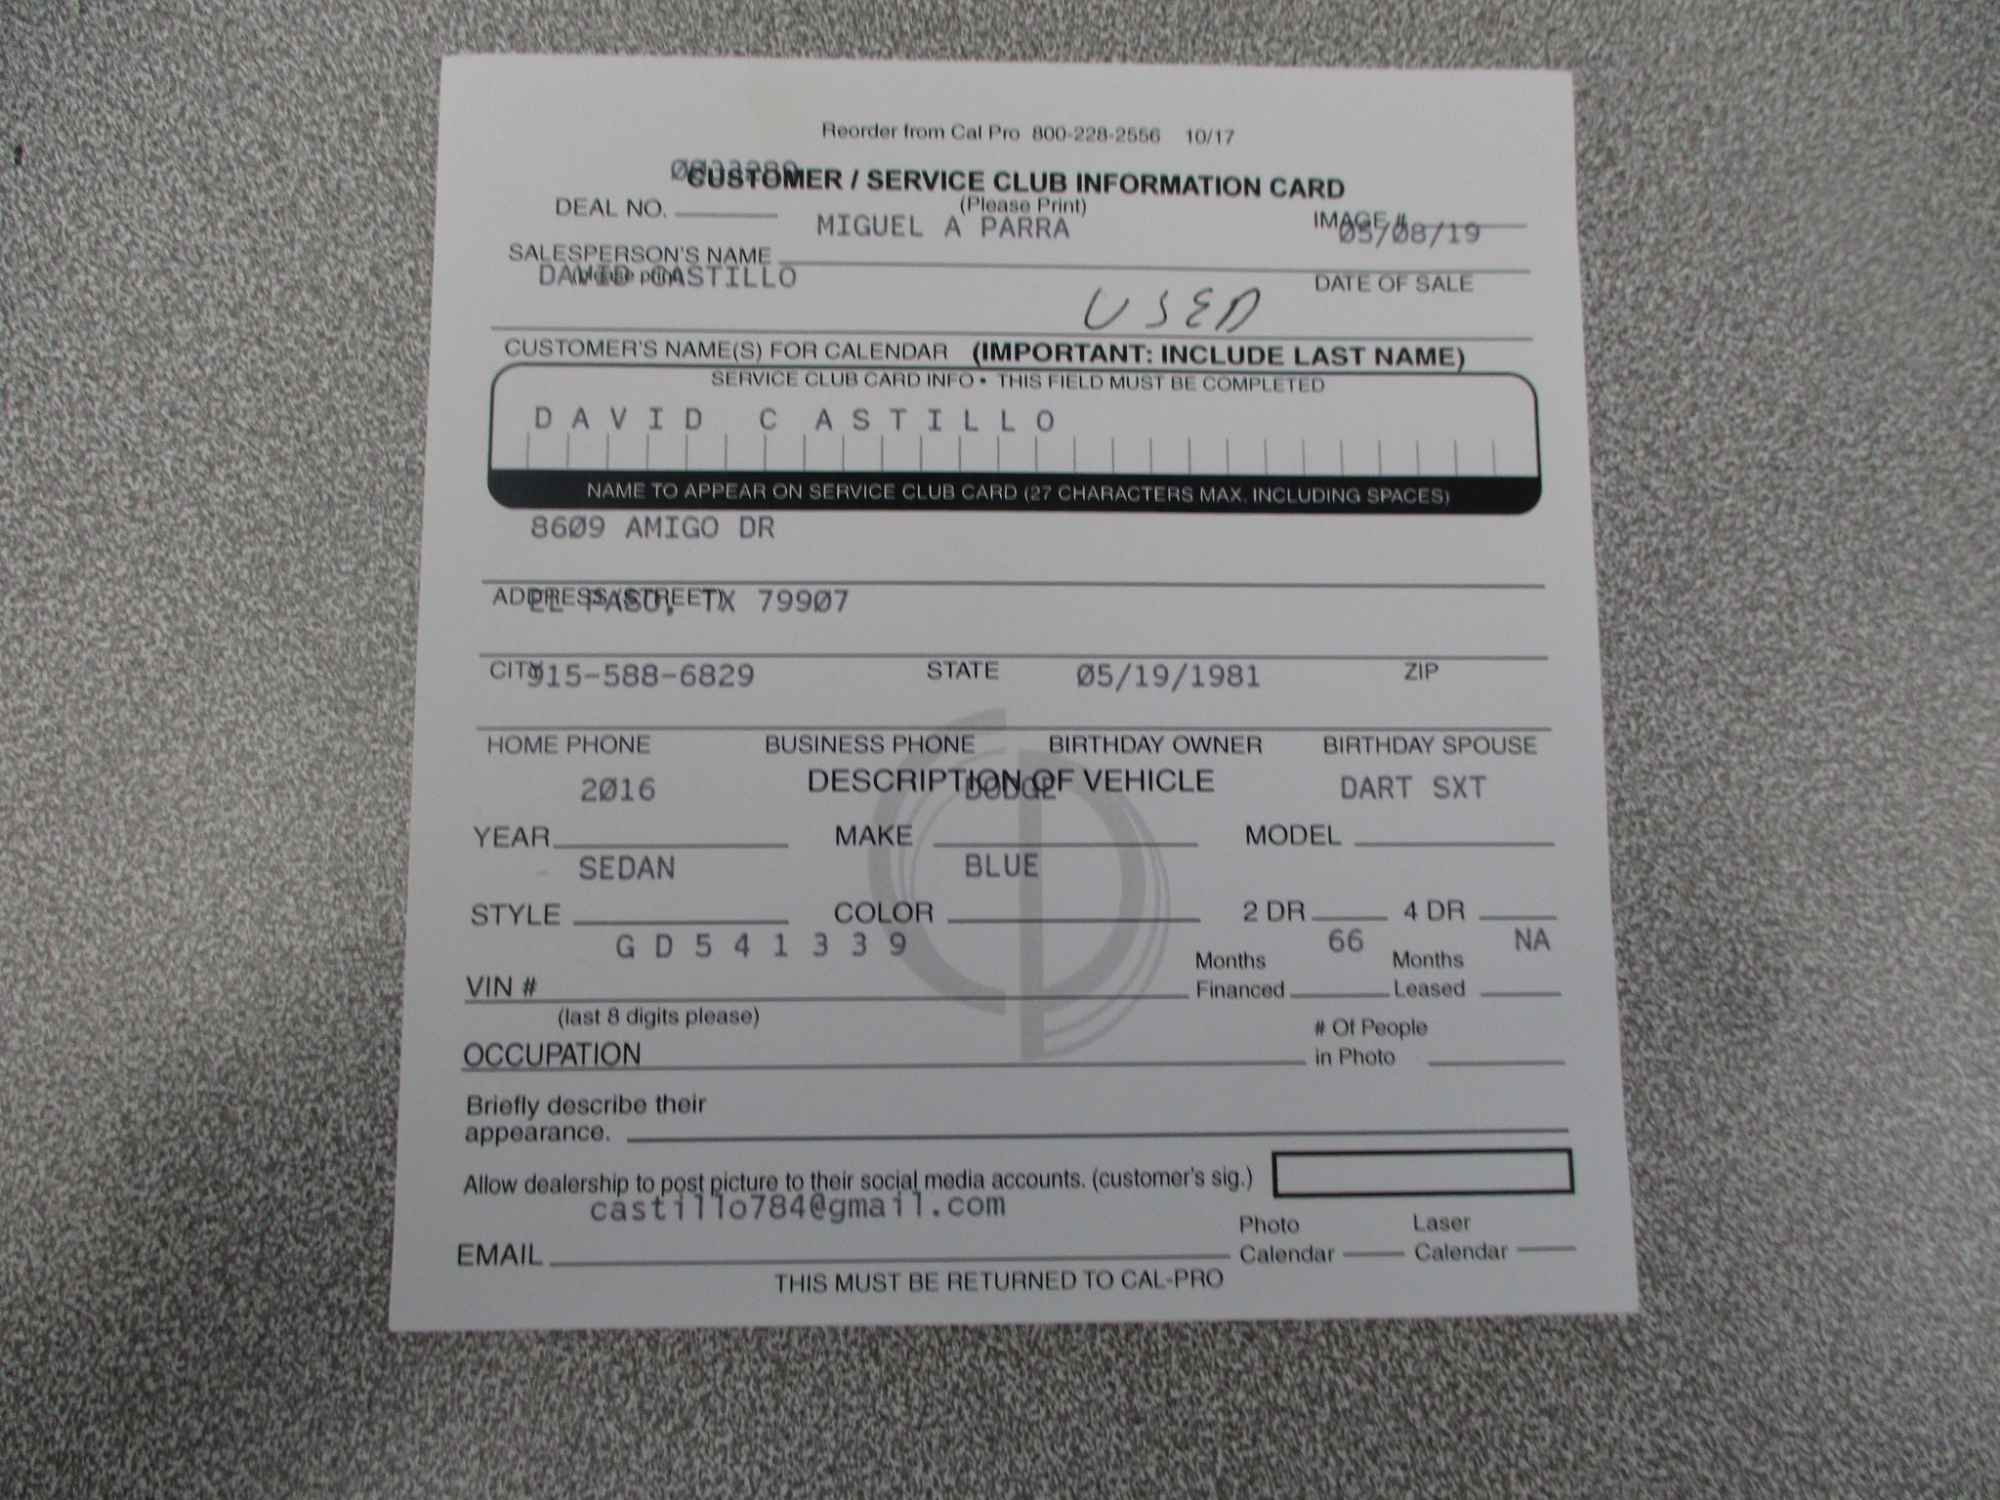 Reorder from Cal Pro 800-228-2556 10/17
CUSTOMER / SERVICE CLUB INFORMATION CARD
DEAL NO. (Please Print) IMAGE #
MIGUEL A PARRA 05/08/19
SALESPERSON'S NAME
(please print) DATE OF SALE
DAVID CASTILLO
USED
CUSTOMER'S NAME(S) FOR CALENDAR (IMPORTANT: INCLUDE LAST NAME)
SERVICE CLUB CARD INFO • THIS FIELD MUST BE COMPLETED
DAVID CASTILLO
NAME TO APPEAR ON SERVICE CLUB CARD (27 CHARACTERS MAX. INCLUDING SPACES)
8609 AMIGO DR
ADDRESS (STREET)
EL PASO, TX 79907
CITY STATE ZIP
915-588-6829 05/19/1981
HOME PHONE BUSINESS PHONE BIRTHDAY OWNER BIRTHDAY SPOUSE
DESCRIPTION OF VEHICLE
2016 DODGE DART SXT
YEAR MAKE MODEL
SEDAN BLUE
STYLE COLOR 2 DR 4 DR
GD541339 66 NA
VIN # Months Financed Months Leased
(last 8 digits please)
OCCUPATION # Of People in Photo
Briefly describe their
appearance.
Allow dealership to post picture to their social media accounts. (customer's sig.)
castillo784@gmail.com
EMAIL Photo Calendar Laser Calendar
THIS MUST BE RETURNED TO CAL-PRO